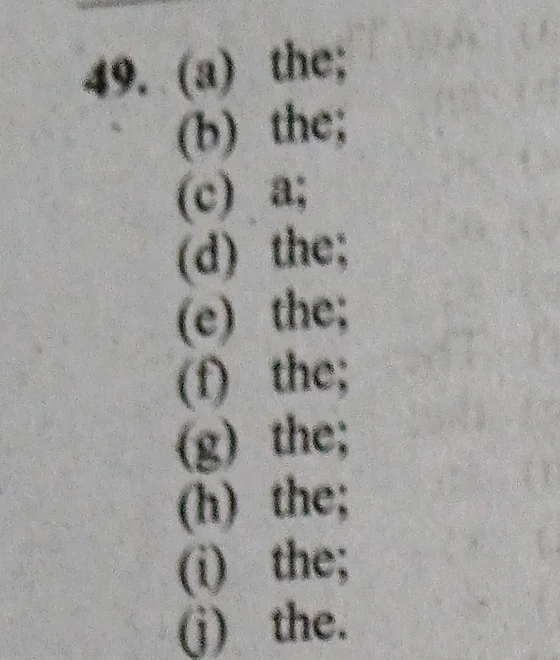 49. (a) the;
(b) the;
(c) a;
(d) the;
(e) the;
(f) the;
(g) the;
(h) the;
(i) the;
(j) the.